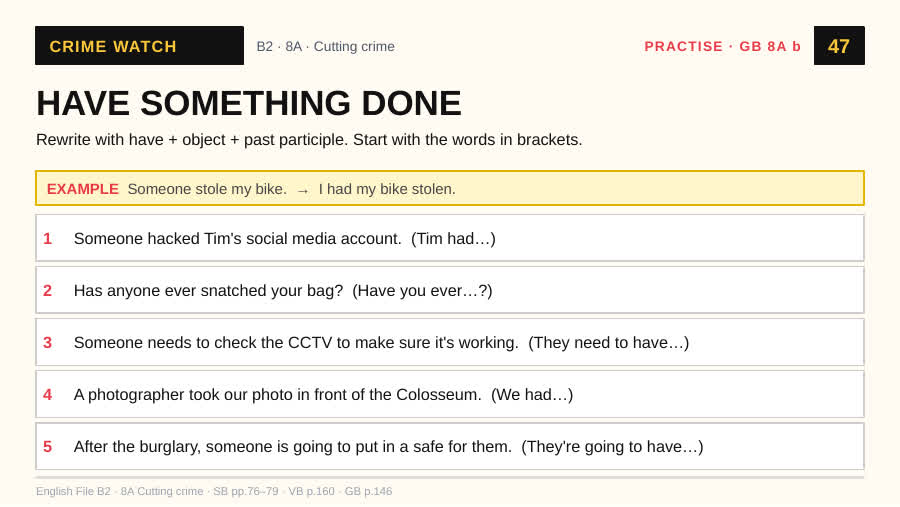 CRIME WATCH
B2 · 8A · Cutting crime
PRACTISE · GB 8A b
47
HAVE SOMETHING DONE
Rewrite with have + object + past participle. Start with the words in brackets.
EXAMPLE Someone stole my bike. → I had my bike stolen.
1 Someone hacked Tim's social media account. (Tim had…)
2 Has anyone ever snatched your bag? (Have you ever…?)
3 Someone needs to check the CCTV to make sure it's working. (They need to have…)
4 A photographer took our photo in front of the Colosseum. (We had…)
5 After the burglary, someone is going to put in a safe for them. (They're going to have…)
English File B2 · 8A Cutting crime · SB pp.76–79 · VB p.160 · GB p.146